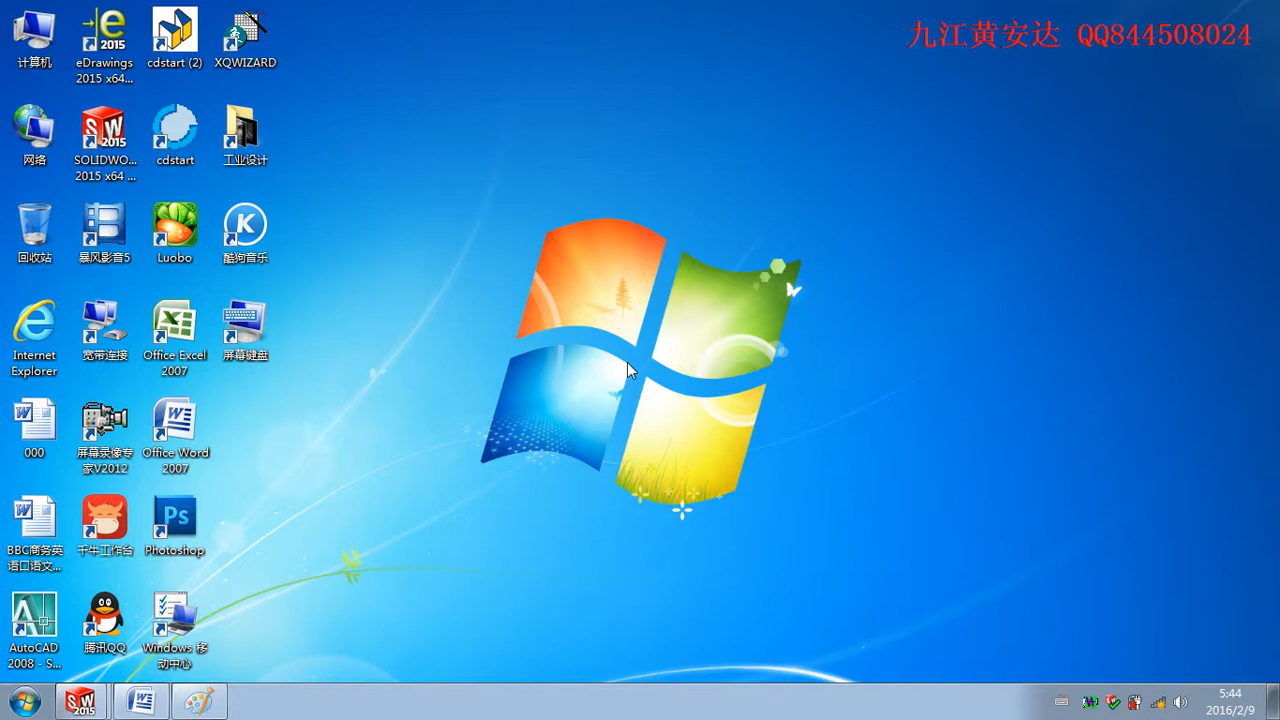 九江黄安达 QQ844508024
计算机
eDrawings
2015 x64...
cdstart (2)
XQWIZARD
网络
SOLIDWO...
2015 x64 ...
cdstart
工业设计
回收站
暴风影音5
Luobo
酷狗音乐
Internet
Explorer
宽带连接
Office Excel
2007
屏幕键盘
000
屏幕录像专
家V2012
Office Word
2007
BBC商务英
语口语文...
千牛工作台
Photoshop
AutoCAD
2008 - S...
腾讯QQ
Windows 移
动中心
5:44
2016/2/9